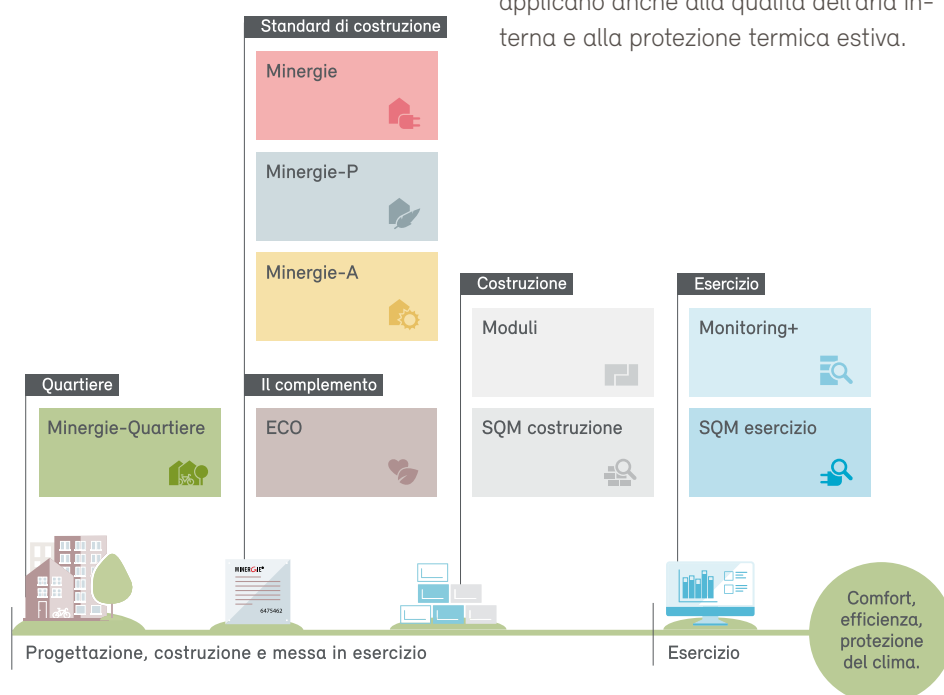 applicano anche alla qualità dell'aria in-
terna e alla protezione termica estiva.
Standard di costruzione
Minergie
Minergie-P
Minergie-A
Costruzione
Esercizio
Moduli
Monitoring+
Quartiere
Il complemento
Minergie-Quartiere
ECO
SQM costruzione
SQM esercizio
MINERGIE®
6475462
Comfort,
efficienza,
protezione
del clima.
Progettazione, costruzione e messa in esercizio
Esercizio